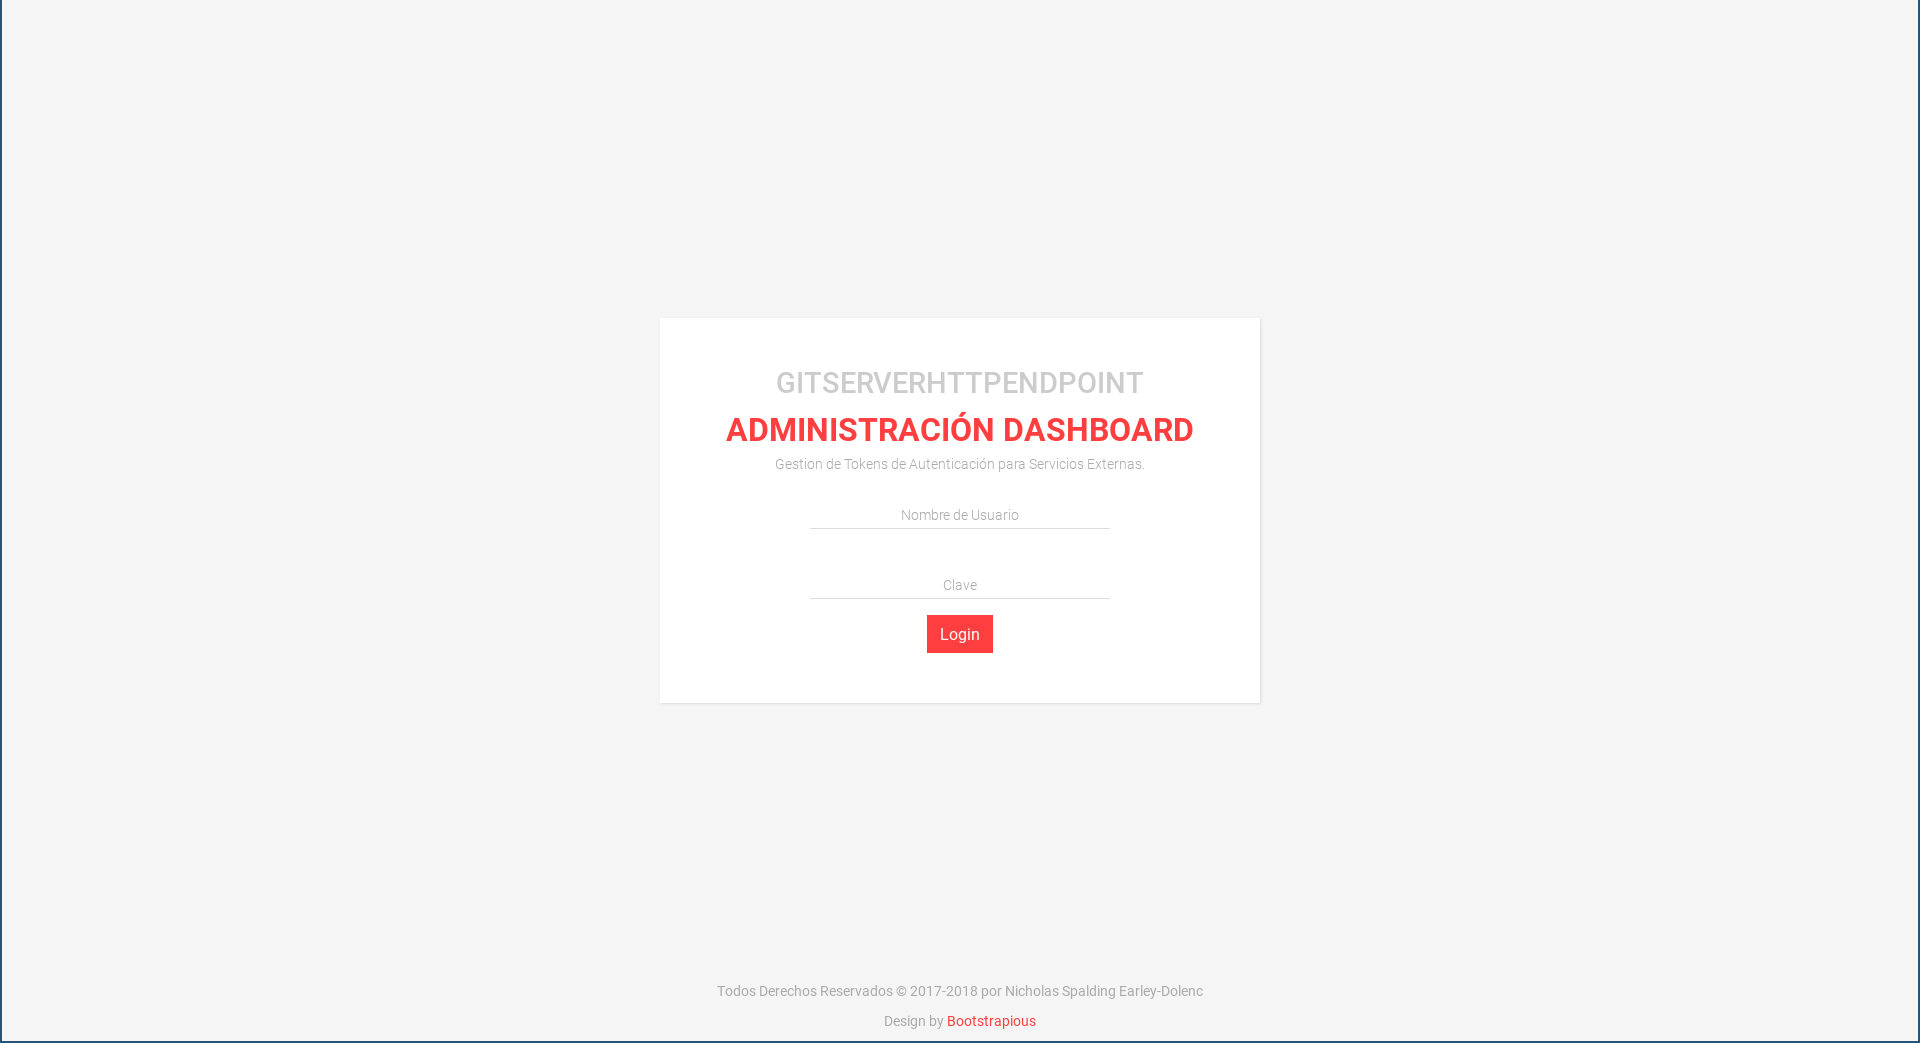 GITSERVERHTTPENDPOINT
ADMINISTRACIÓN DASHBOARD
Gestion de Tokens de Autenticación para Servicios Externas.
Nombre de Usuario
Clave
Login
Todos Derechos Reservados © 2017-2018 por Nicholas Spalding Earley-Dolenc
Design by Bootstrapious